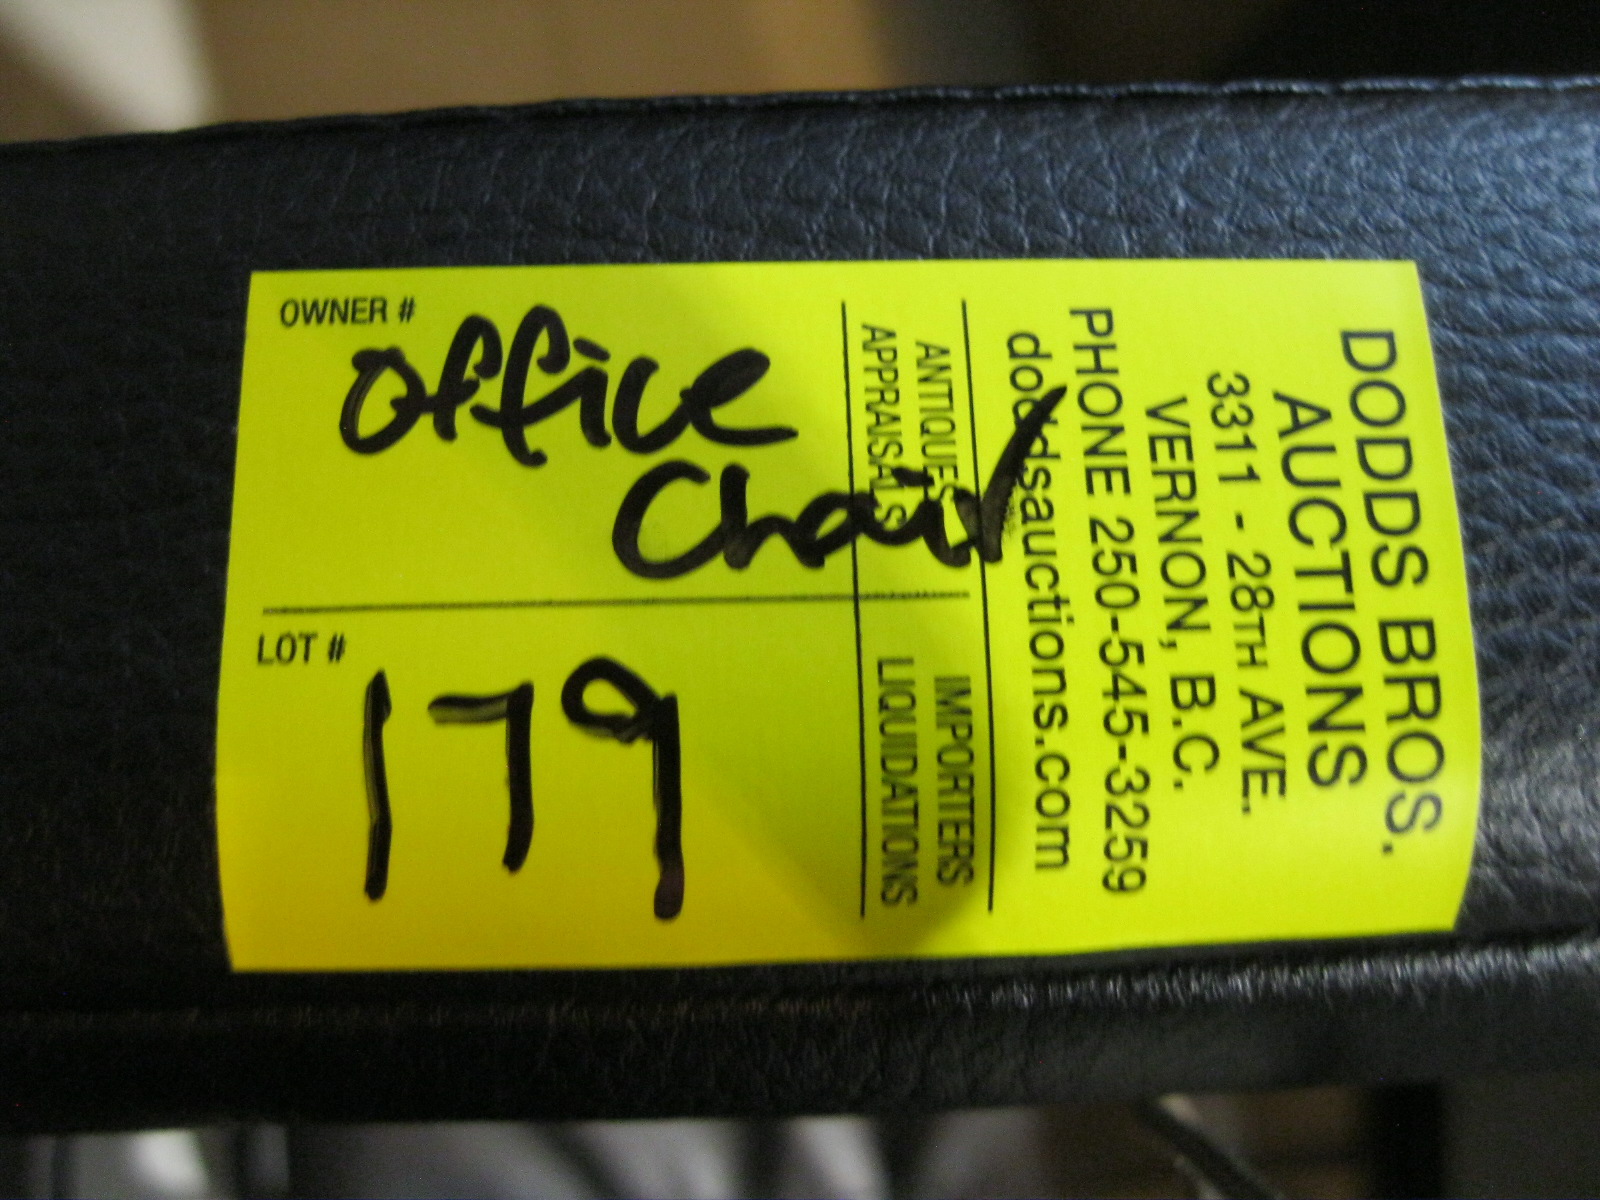 DODDS BROS.
AUCTIONS
3311 - 28TH AVE.
VERNON, B.C.
PHONE 250-545-3259
doddsauctions.com
ANTIQUES IMPORTERS
APPRAISALS LIQUIDATIONS
OWNER #
Office
Chair
LOT #
179